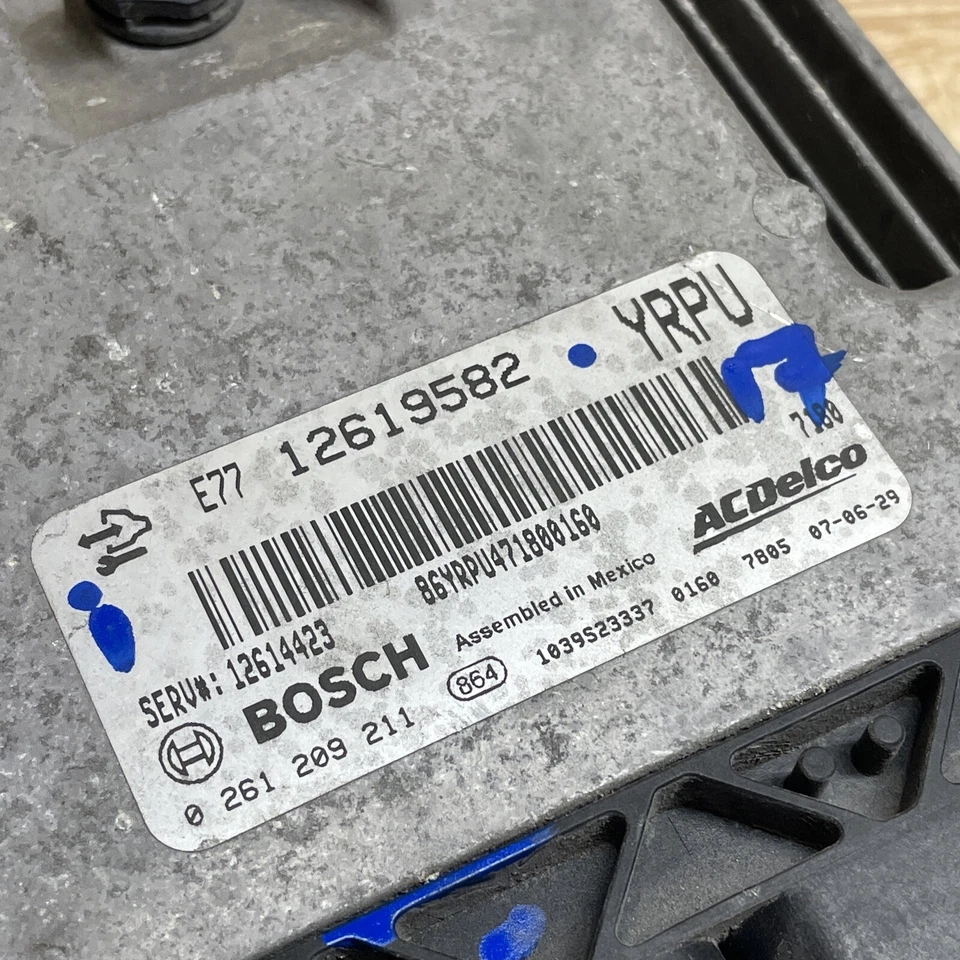 E77 12619582 YRPU
7180
86YRPU471800160
ACDelco
SERV#: 12614423
Assembled in Mexico
BOSCH
864
1039S23337 0160 7805 07-06-29
0 261 209 211